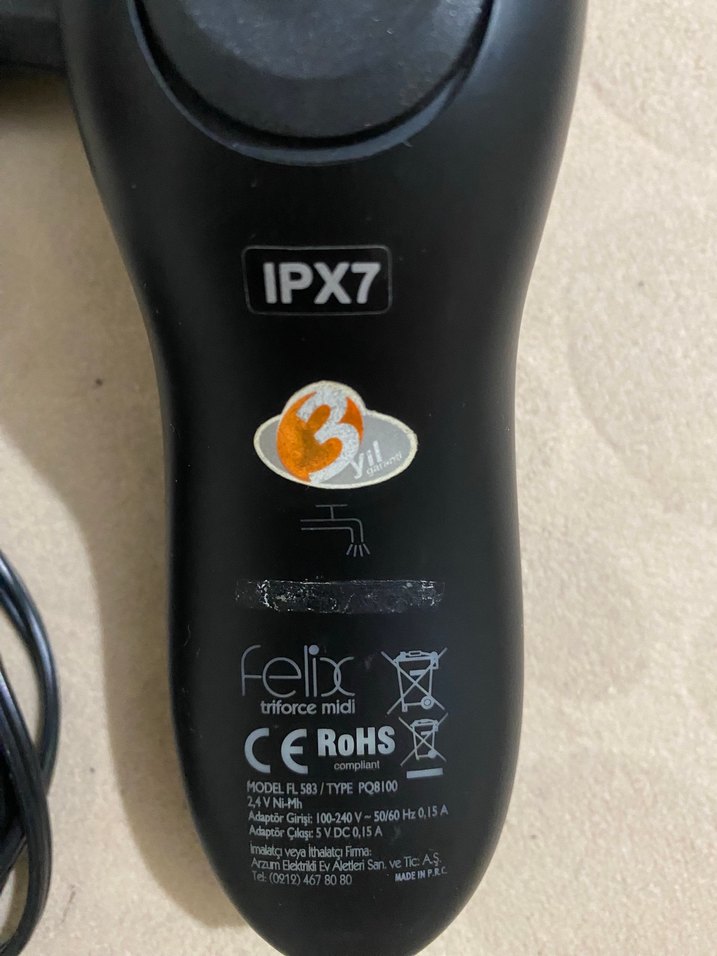 IPX7
3
yıl
garanti
felix
triforce midi
CE RoHS
compliant
MODEL FL 583 / TYPE PQ8100
2,4 V Ni-Mh
Adaptör Girişi: 100-240 V ~ 50/60 Hz 0,15 A
Adaptör Çıkışı: 5 V DC 0,15 A
İmalatçı veya İthalatçı Firma:
Arzum Elektrikli Ev Aletleri San. ve Tic. A.Ş.
Tel: (0212) 467 80 80 MADE IN P.R.C.